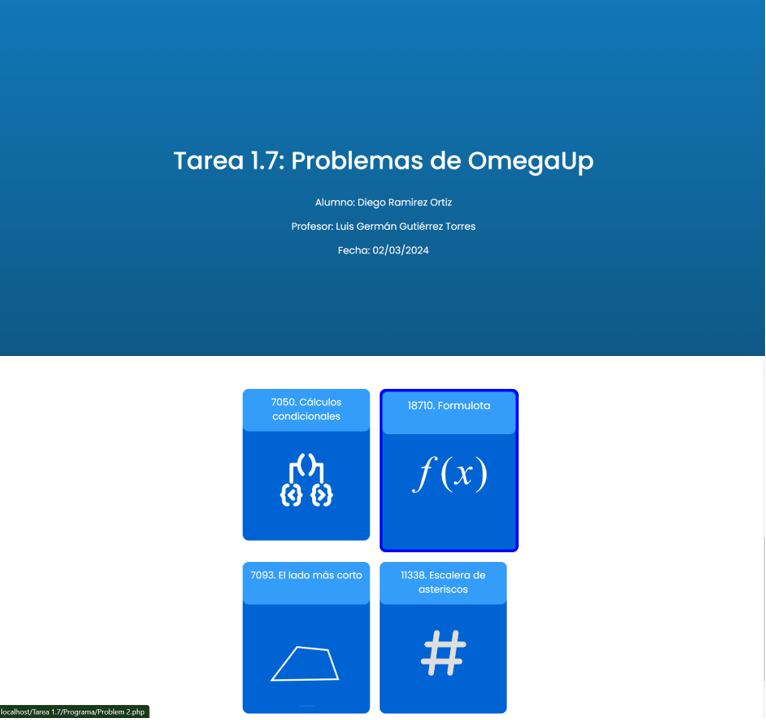 Tarea 1.7: Problemas de OmegaUp
Alumno: Diego Ramirez Ortiz
Profesor: Luis Germán Gutiérrez Torres
Fecha: 02/03/2024
7050. Cálculos
condicionales
18710. Formulota
f(x)
7093. El lado más corto
11338. Escalera de
asteriscos
#
localhost/Tarea 1.7/Programa/Problem 2.php